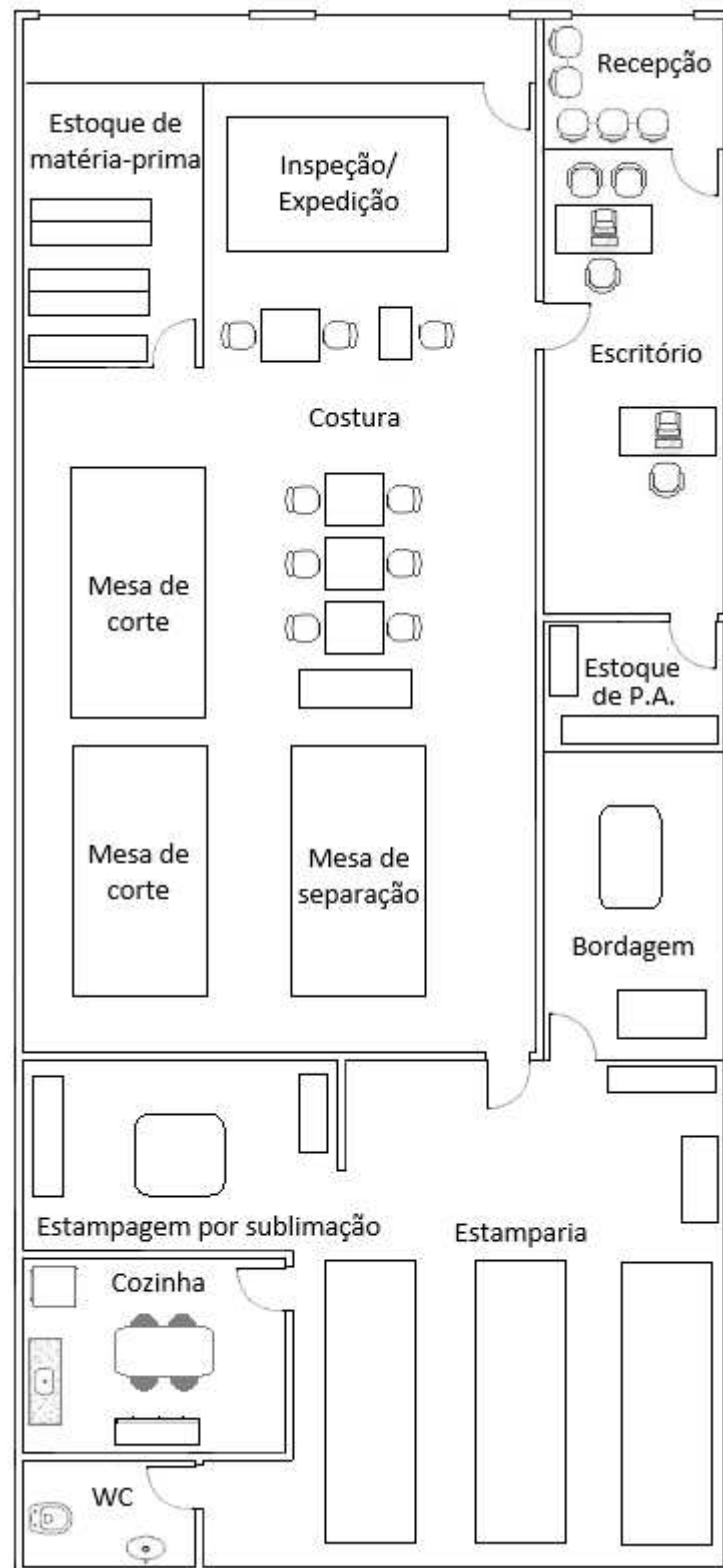 Recepção
Estoque de
matéria-prima
Inspeção/
Expedição
Escritório
Costura
Mesa de
corte
Estoque
de P.A.
Mesa de
corte
Mesa de
separação
Bordagem
Estampagem por sublimação
Estamparia
Cozinha
WC